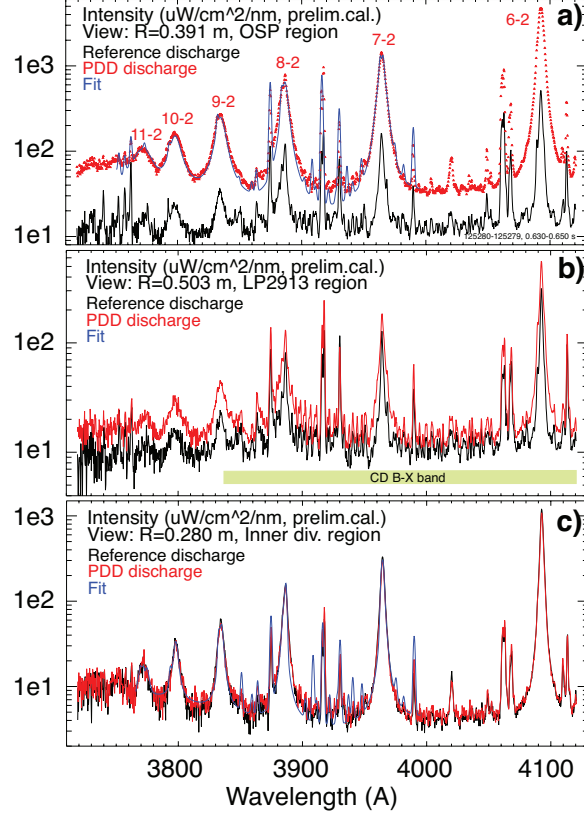 Intensity (uW/cm^2/nm, prelim.cal.)
View: R=0.391 m, OSP region
a)
Reference discharge
PDD discharge
Fit
11-2
10-2
9-2
8-2
7-2
6-2
1e3
1e2
1e1
125280-125279, 0.630-0.650 s
Intensity (uW/cm^2/nm, prelim.cal.)
View: R=0.503 m, LP2913 region
b)
Reference discharge
PDD discharge
Fit
1e2
1e1
CD B-X band
Intensity (uW/cm^2/nm, prelim.cal.)
View: R=0.280 m, Inner div. region
c)
Reference discharge
PDD discharge
Fit
1e3
1e2
1e1
3800 3900 4000 4100
Wavelength (A)